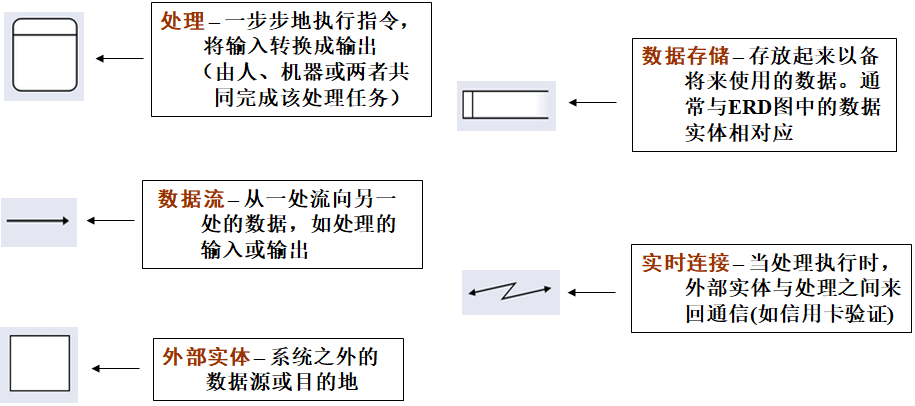 处理 – 一步步地执行指令，
将输入转换成输出
（由人、机器或两者共
同完成该处理任务）
数据存储 – 存放起来以备
将来使用的数据。通
常与ERD图中的数据
实体相对应
数据流 – 从一处流向另一
处的数据，如处理的
输入或输出
实时连接 – 当处理执行时，
外部实体与处理之间来
回通信(如信用卡验证)
外部实体 – 系统之外的
数据源或目的地